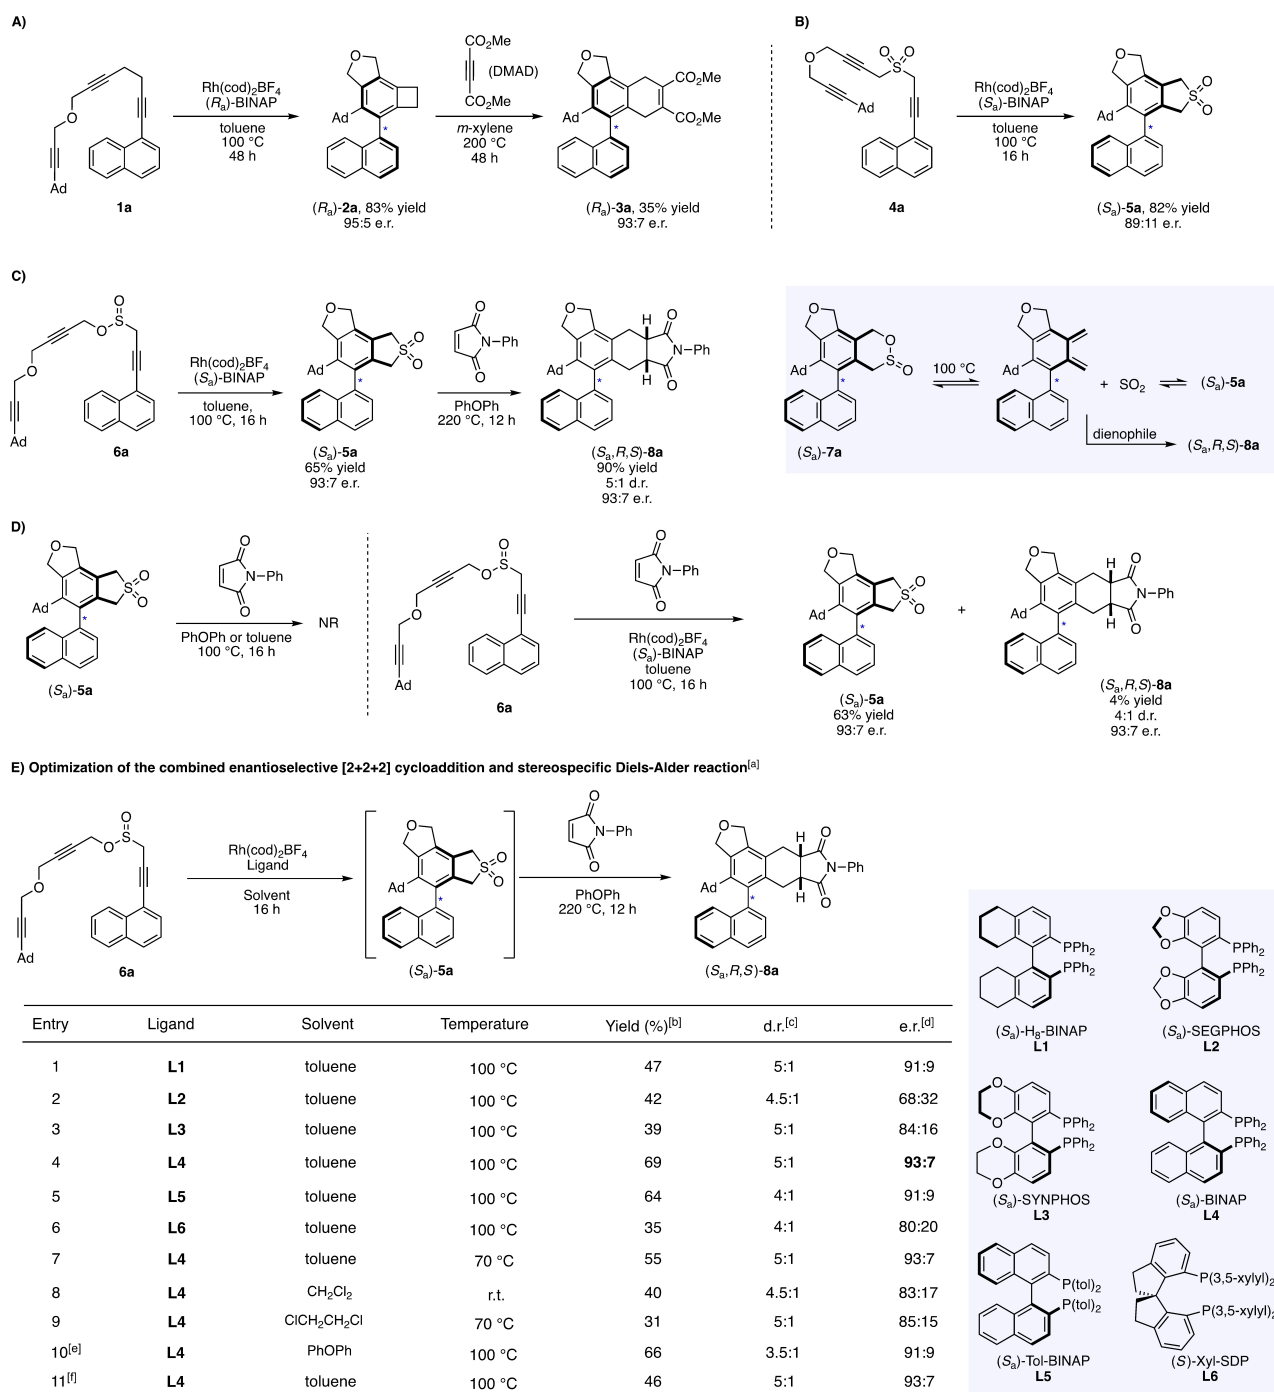 A)
B)
Rh(cod)2BF4
(Ra)-BINAP
toluene
100 °C
48 h
O
Ad
1a
O
Ad
*
(Ra)-2a, 83% yield
95:5 e.r.
CO2Me
(DMAD)
CO2Me
m-xylene
200 °C
48 h
O
CO2Me
CO2Me
Ad
*
(Ra)-3a, 35% yield
93:7 e.r.
O
O
S
O
Ad
4a
Rh(cod)2BF4
(Sa)-BINAP
toluene
100 °C
16 h
O
O
S
O
Ad
*
(Sa)-5a, 82% yield
89:11 e.r.
C)
O
O
S
O
Ad
6a
Rh(cod)2BF4
(Sa)-BINAP
toluene,
100 °C, 16 h
O
O
S
O
Ad
*
(Sa)-5a
65% yield
93:7 e.r.
O
N–Ph
O
PhOPh
220 °C, 12 h
O
H
O
N–Ph
H
O
Ad
*
(Sa,R,S)-8a
90% yield
5:1 d.r.
93:7 e.r.
O
O
S
O
Ad
*
(Sa)-7a
100 °C
O
Ad
*
+ SO2
(Sa)-5a
dienophile
(Sa,R,S)-8a
D)
O
O
S
O
Ad
*
(Sa)-5a
O
N–Ph
O
PhOPh or toluene
100 °C, 16 h
NR
O
O
S
O
Ad
6a
O
N–Ph
O
Rh(cod)2BF4
(Sa)-BINAP
toluene
100 °C, 16 h
O
O
S
O
Ad
*
(Sa)-5a
63% yield
93:7 e.r.
+
O
H
O
N–Ph
H
O
Ad
*
(Sa,R,S)-8a
4% yield
4:1 d.r.
93:7 e.r.
E) Optimization of the combined enantioselective [2+2+2] cycloaddition and stereospecific Diels-Alder reaction[a]
O
O
S
O
Ad
6a
Rh(cod)2BF4
Ligand
Solvent
16 h
O
O
S
O
Ad
*
(Sa)-5a
O
N–Ph
O
PhOPh
220 °C, 12 h
O
H
O
N–Ph
H
O
Ad
*
(Sa,R,S)-8a
Entry Ligand Solvent Temperature Yield (%)[b] d.r.[c] e.r.[d]
1 L1 toluene 100 °C 47 5:1 91:9
2 L2 toluene 100 °C 42 4.5:1 68:32
3 L3 toluene 100 °C 39 5:1 84:16
4 L4 toluene 100 °C 69 5:1 93:7
5 L5 toluene 100 °C 64 4:1 91:9
6 L6 toluene 100 °C 35 4:1 80:20
7 L4 toluene 70 °C 55 5:1 93:7
8 L4 CH2Cl2 r.t. 40 4.5:1 83:17
9 L4 ClCH2CH2Cl 70 °C 31 5:1 85:15
10[e] L4 PhOPh 100 °C 66 3.5:1 91:9
11[f] L4 toluene 100 °C 46 5:1 93:7
PPh2
PPh2
(Sa)-H8-BINAP
L1
O
O
PPh2
O
PPh2
O
(Sa)-SEGPHOS
L2
O
O
PPh2
O
PPh2
O
(Sa)-SYNPHOS
L3
PPh2
PPh2
(Sa)-BINAP
L4
P(tol)2
P(tol)2
(Sa)-Tol-BINAP
L5
P(3,5-xylyl)2
P(3,5-xylyl)2
(S)-Xyl-SDP
L6